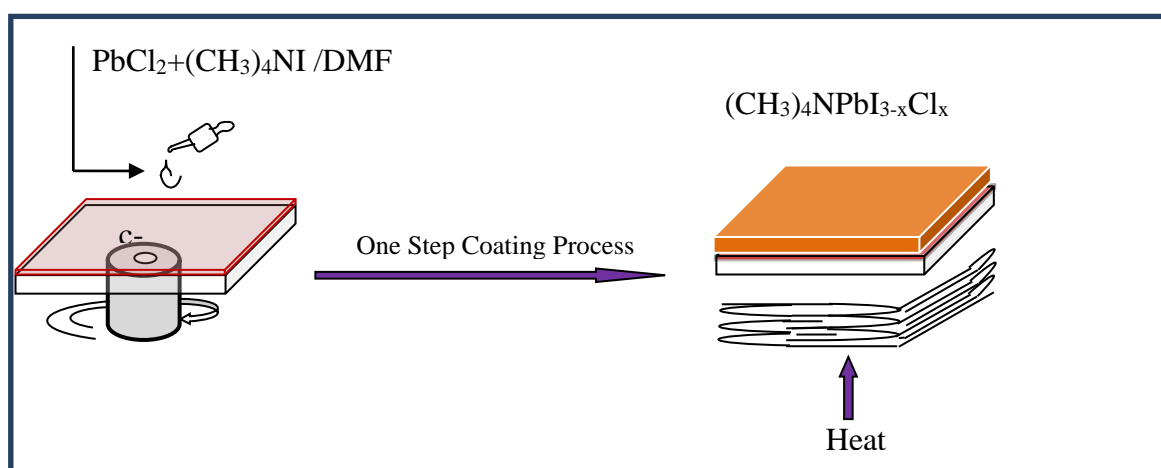 PbCl₂+(CH₃)₄NI /DMF
(CH₃)₄NPbI₃₋ₓClₓ
c-
One Step Coating Process
Heat